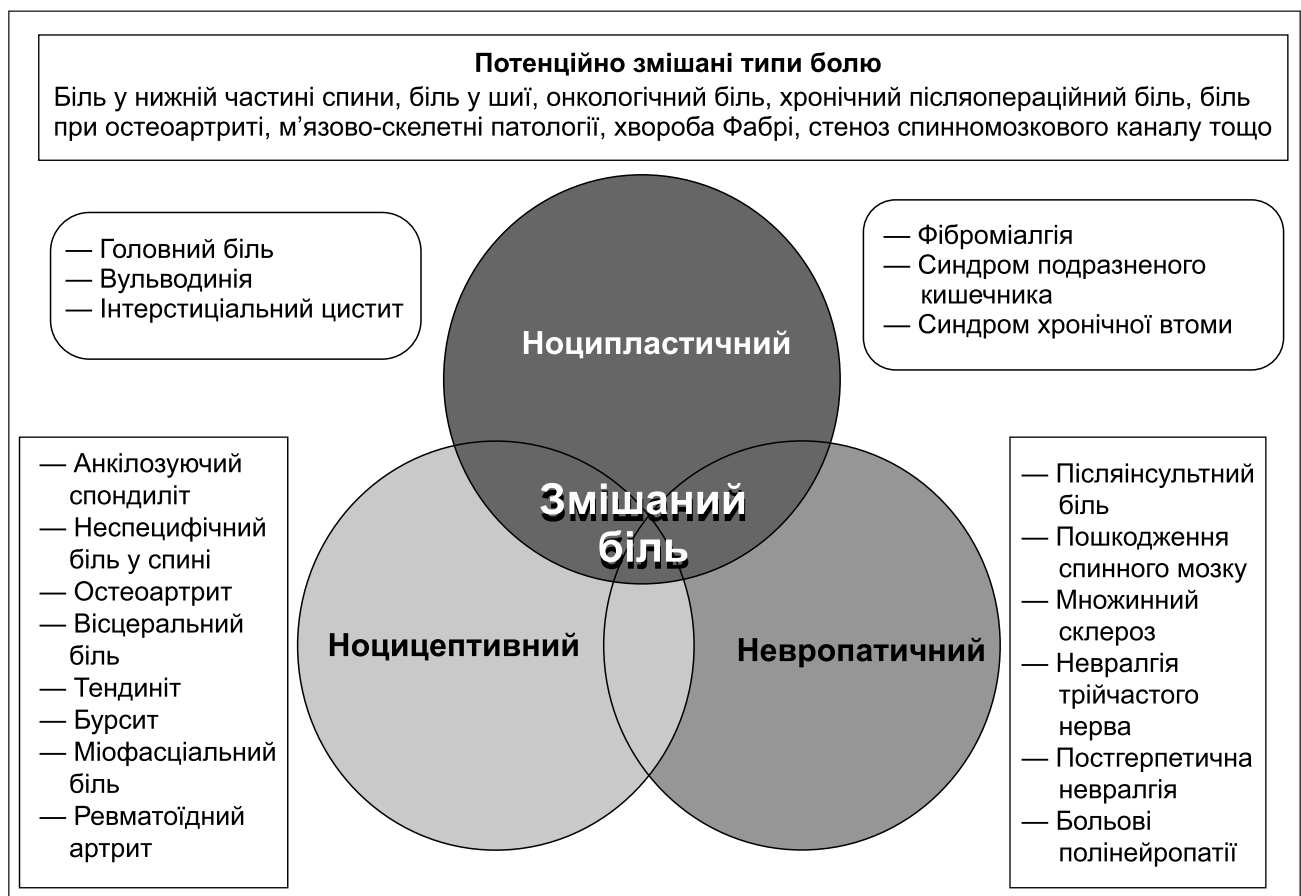 Потенційно змішані типи болю
Біль у нижній частині спини, біль у шиї, онкологічний біль, хронічний післяопераційний біль, біль
при остеоартриті, м’язово-скелетні патології, хвороба Фабрі, стеноз спинномозкового каналу тощо
— Головний біль
— Вульводинія
— Інтерстиціальний цистит
— Фіброміалгія
— Синдром подразненого
кишечника
— Синдром хронічної втоми
Ноципластичний
Змішаний
біль
Ноцицептивний
Невропатичний
— Анкілозуючий
спондиліт
— Неспецифічний
біль у спині
— Остеоартрит
— Вісцеральний
біль
— Тендиніт
— Бурсит
— Міофасціальний
біль
— Ревматоїдний
артрит
— Післяінсультний
біль
— Пошкодження
спинного мозку
— Множинний
склероз
— Невралгія
трійчастого
нерва
— Постгерпетична
невралгія
— Больові
полінейропатії